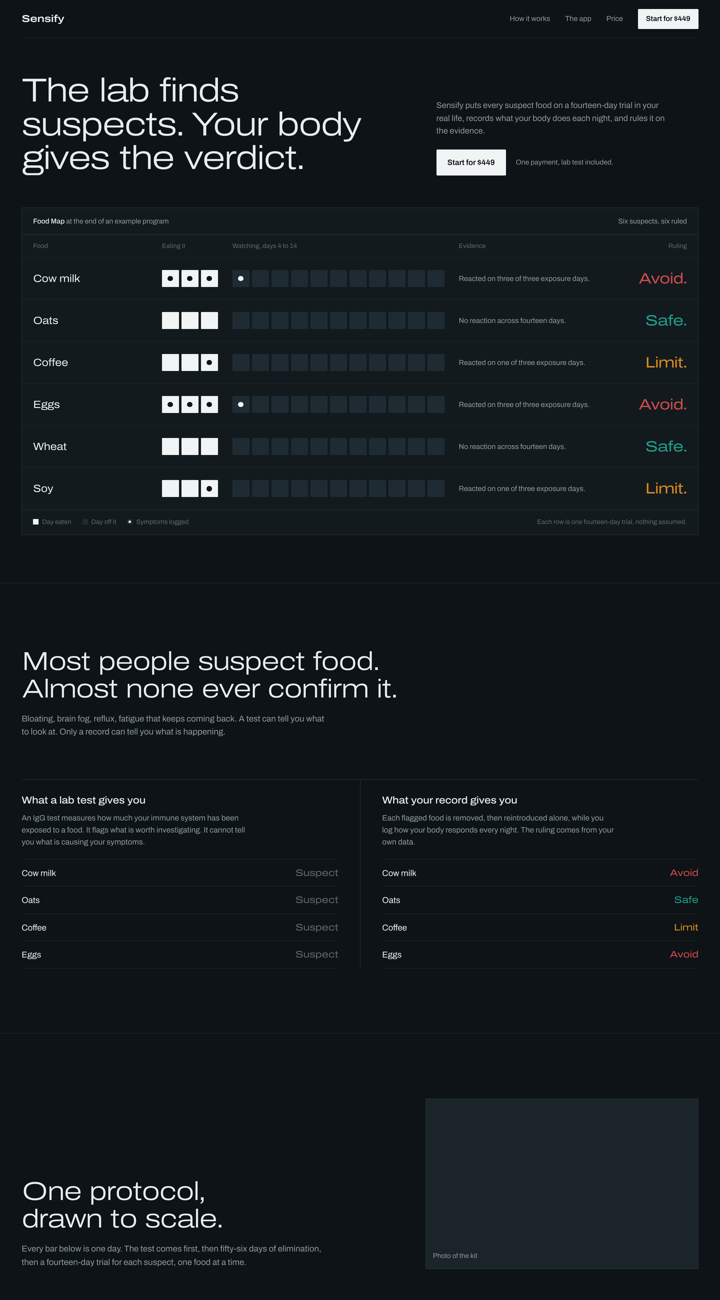 Sensify
How it works
The app
Price
Start for $449
The lab finds
suspects. Your body
gives the verdict.
Sensify puts every suspect food on a fourteen-day trial in your
real life, records what your body does each night, and rules it on
the evidence.
Start for $449
One payment, lab test included.
Food Map at the end of an example program
Six suspects, six ruled
Food
Eating it
Watching, days 4 to 14
Evidence
Ruling
Cow milk
Reacted on three of three exposure days.
Avoid.
Oats
No reaction across fourteen days.
Safe.
Coffee
Reacted on one of three exposure days.
Limit.
Eggs
Reacted on three of three exposure days.
Avoid.
Wheat
No reaction across fourteen days.
Safe.
Soy
Reacted on one of three exposure days.
Limit.
Day eaten
Day off it
Symptoms logged
Each row is one fourteen-day trial, nothing assumed.
Most people suspect food.
Almost none ever confirm it.
Bloating, brain fog, reflux, fatigue that keeps coming back. A test can tell you what
to look at. Only a record can tell you what is happening.
What a lab test gives you
An IgG test measures how much your immune system has been
exposed to a food. It flags what is worth investigating. It cannot tell
you what is causing your symptoms.
Cow milk
Suspect
Oats
Suspect
Coffee
Suspect
Eggs
Suspect
What your record gives you
Each flagged food is removed, then reintroduced alone, while you
log how your body responds every night. The ruling comes from your
own data.
Cow milk
Avoid
Oats
Safe
Coffee
Limit
Eggs
Avoid
One protocol,
drawn to scale.
Every bar below is one day. The test comes first, then fifty-six days of elimination,
then a fourteen-day trial for each suspect, one food at a time.
Photo of the kit